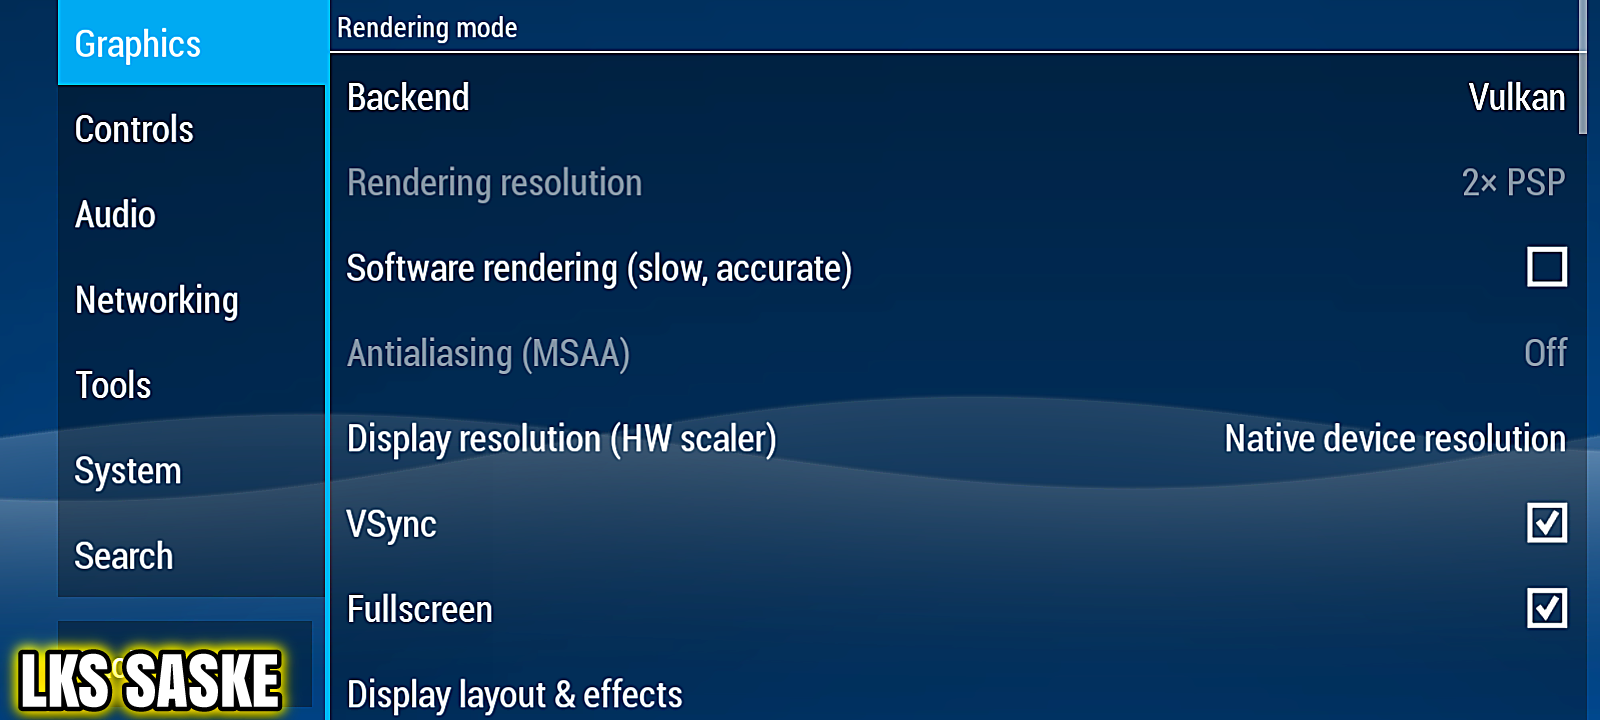 Graphics
Controls
Audio
Networking
Tools
System
Search
LKS SASKE
Rendering mode
Backend Vulkan
Rendering resolution 2× PSP
Software rendering (slow, accurate)
Antialiasing (MSAA) Off
Display resolution (HW scaler) Native device resolution
VSync
Fullscreen
Display layout & effects